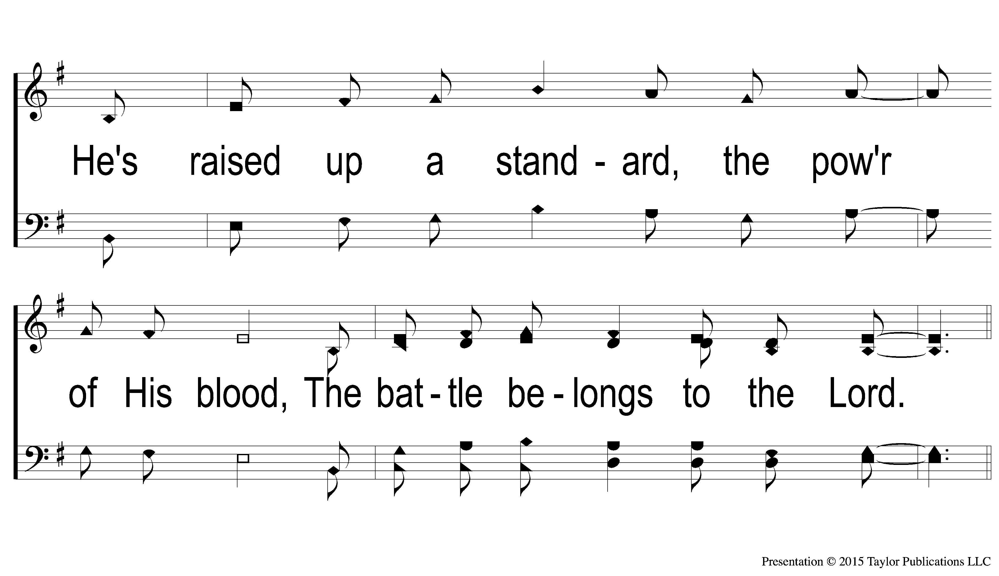 He's raised up a stand - ard, the pow'r
of His blood, The bat - tle be - longs to the Lord.
Presentation © 2015 Taylor Publications LLC